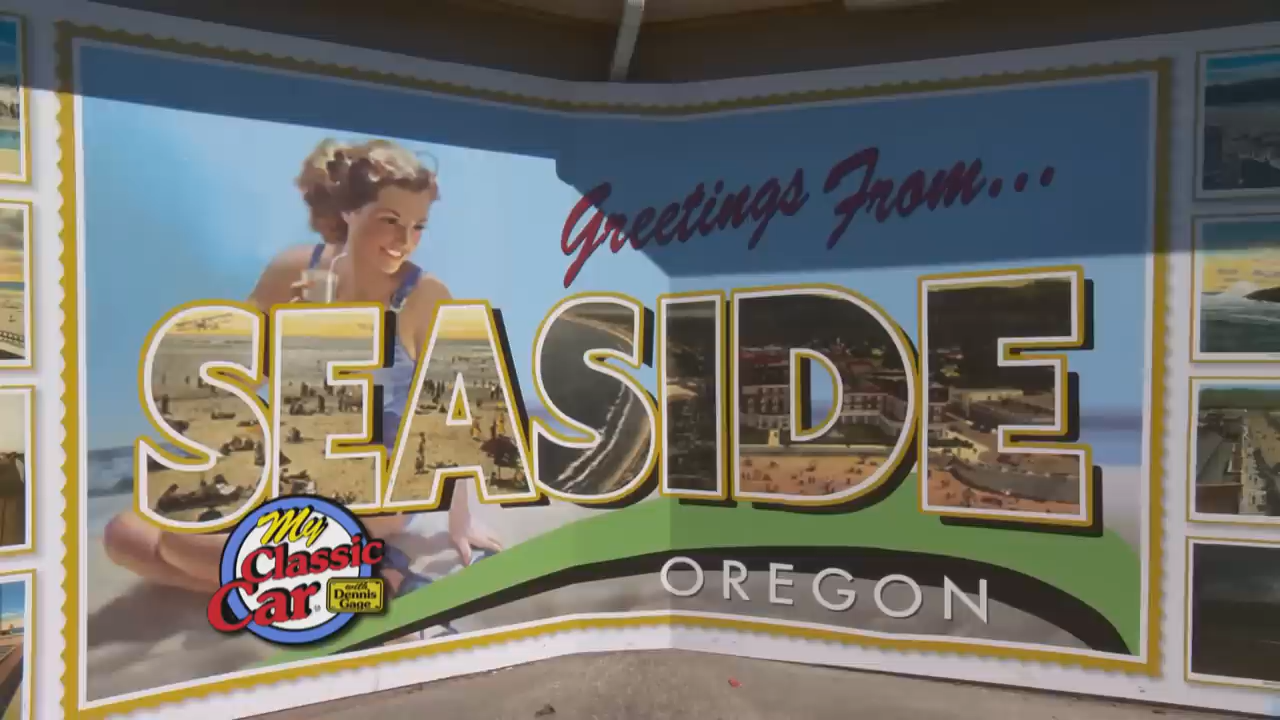 Greetings From...
SEASIDE
OREGON
My
Classic
Car
with
Dennis
Gage